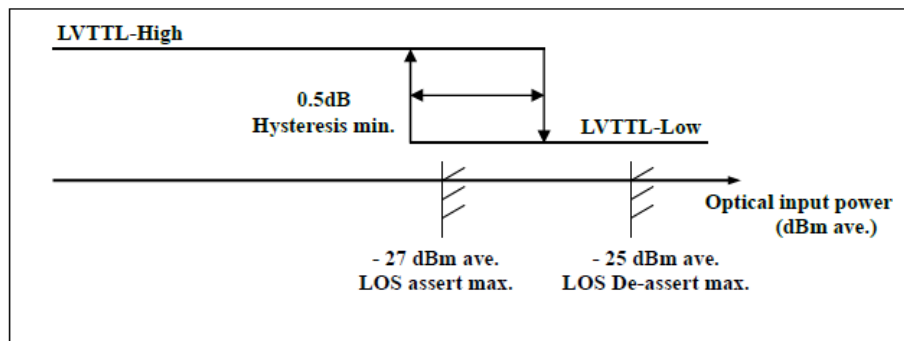 LVTTL-High
0.5dB
Hysteresis min.
LVTTL-Low
Optical input power
(dBm ave.)
- 27 dBm ave.
LOS assert max.
- 25 dBm ave.
LOS De-assert max.